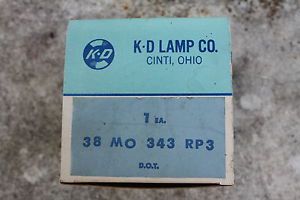 K·D
K·D LAMP CO.
CINTI, OHIO
1 EA.
38 MO 343 RP3
D.O.T.